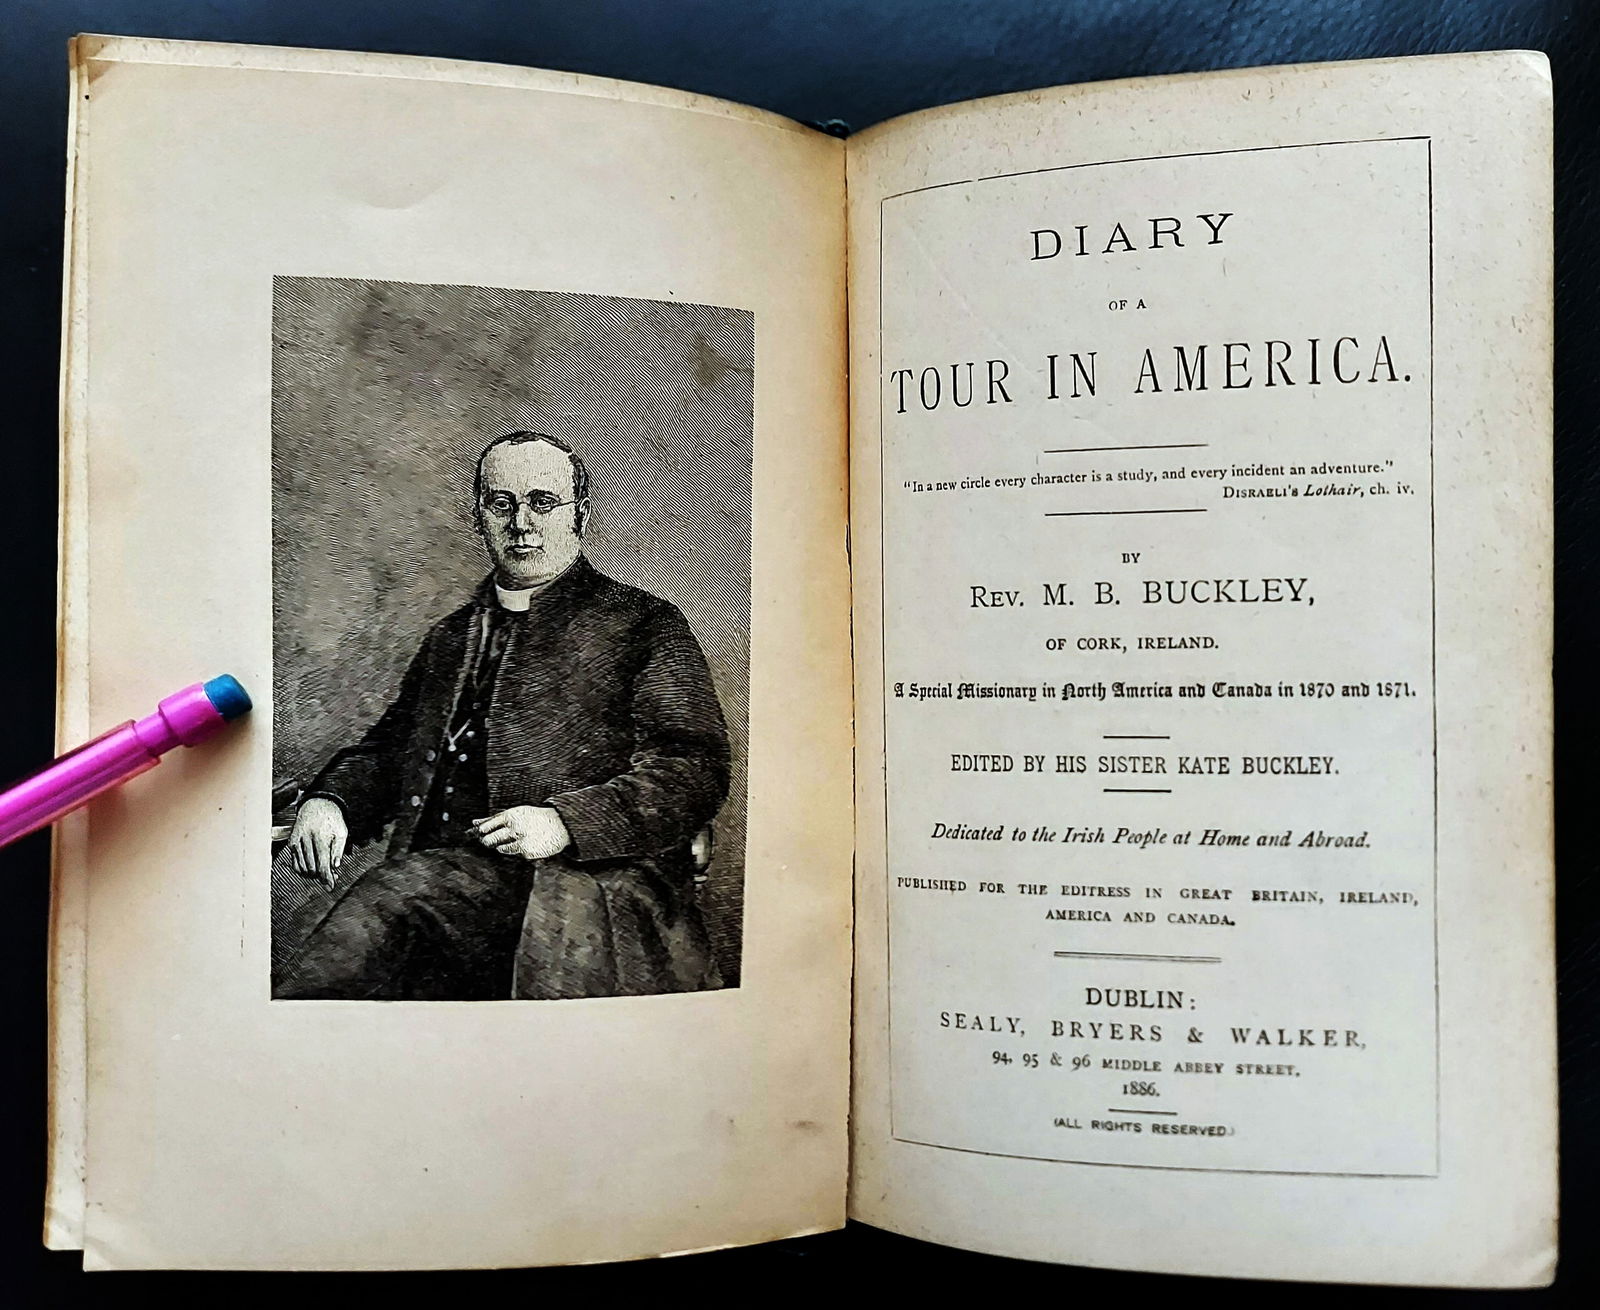 DIARY
OF A
TOUR IN AMERICA.
"In a new circle every character is a study, and every incident an adventure."
DISRAELI'S Lothair, ch. iv.
BY
REV. M. B. BUCKLEY,
OF CORK, IRELAND.
A Special Missionary in North America and Canada in 1870 and 1871.
EDITED BY HIS SISTER KATE BUCKLEY.
Dedicated to the Irish People at Home and Abroad.
PUBLISHED FOR THE EDITRESS IN GREAT BRITAIN, IRELAND,
AMERICA AND CANADA.
DUBLIN:
SEALY, BRYERS & WALKER,
94, 95 & 96 MIDDLE ABBEY STREET,
1886.
(ALL RIGHTS RESERVED.)